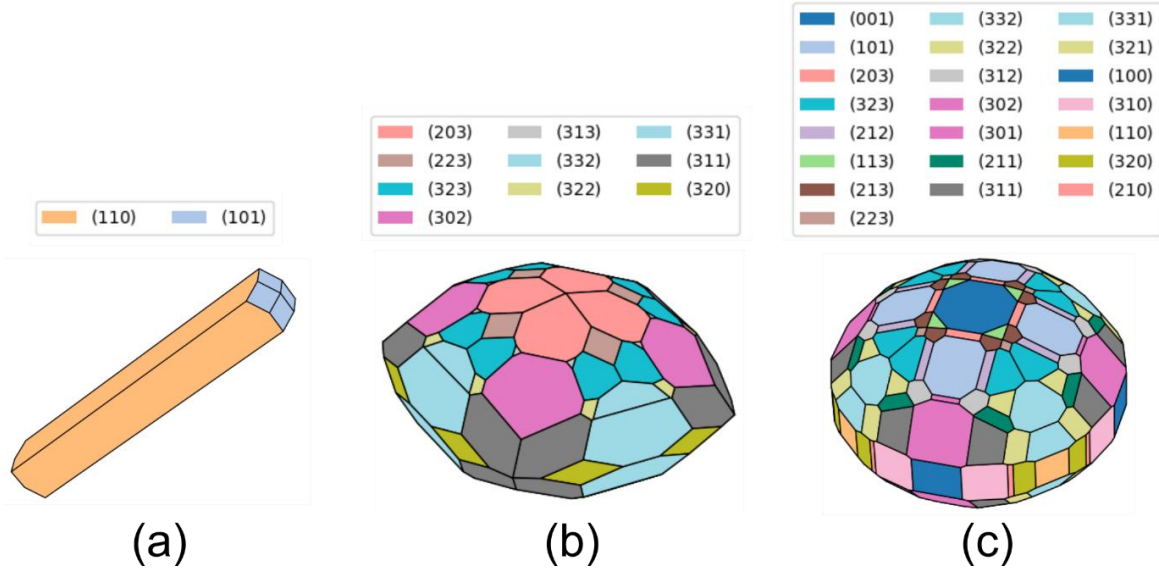 (001) (332) (331)
(101) (322) (321)
(203) (312) (100)
(323) (302) (310)
(212) (301) (110)
(113) (211) (320)
(213) (311) (210)
(223)
(203) (313) (331)
(223) (332) (311)
(323) (322) (320)
(302)
(110) (101)
(a) (b) (c)